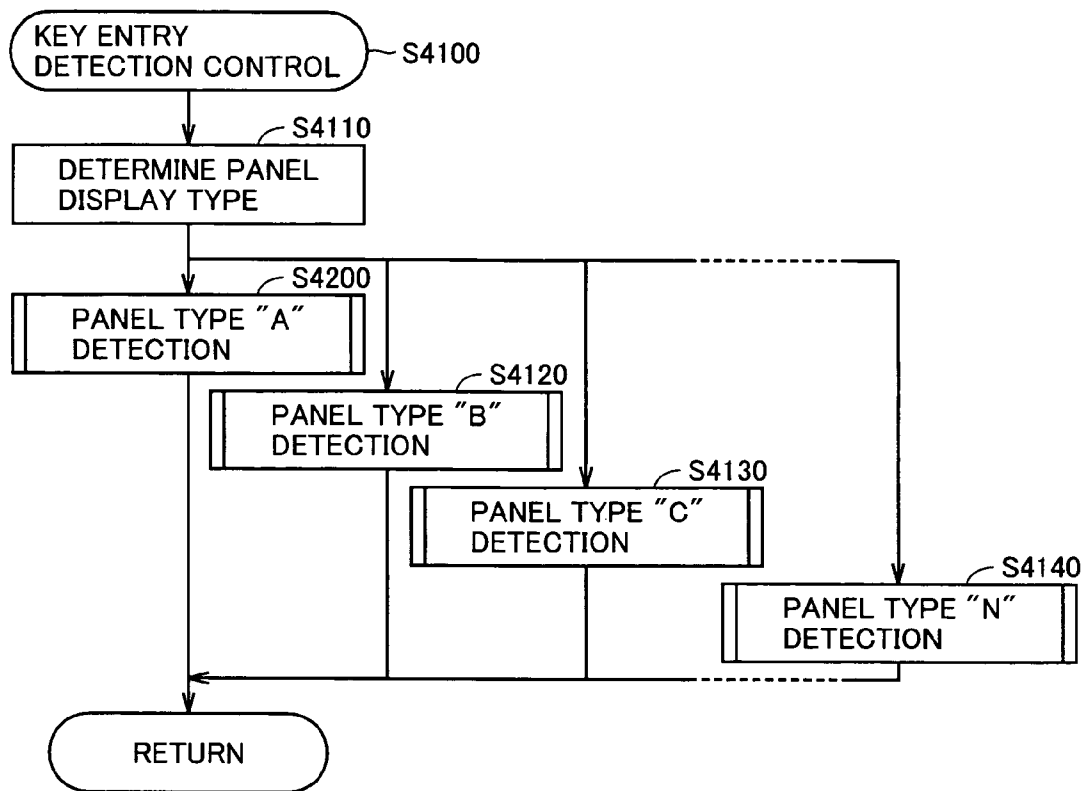 KEY ENTRY
DETECTION CONTROL
S4100
S4110
DETERMINE PANEL
DISPLAY TYPE
S4200
PANEL TYPE "A"
DETECTION
S4120
PANEL TYPE "B"
DETECTION
S4130
PANEL TYPE "C"
DETECTION
S4140
PANEL TYPE "N"
DETECTION
RETURN